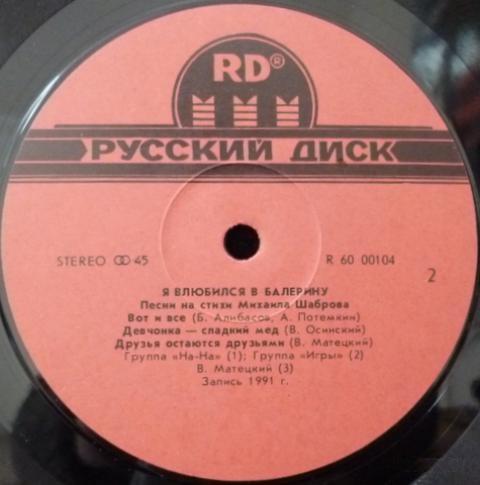 RD®
РУССКИЙ ДИСК
STEREO ꝏ 45
R 60 00104
2
Я ВЛЮБИЛСЯ В БАЛЕРИНУ
Песни на стихи Михаила Шаброва
Вот и все (Б. Алибасов, А. Потемкин)
Девчонка — сладкий мед (В. Осинский)
Друзья остаются друзьями (В. Матецкий)
Группа «На-На» (1); Группа «Игры» (2)
В. Матецкий (3)
Запись 1991 г.